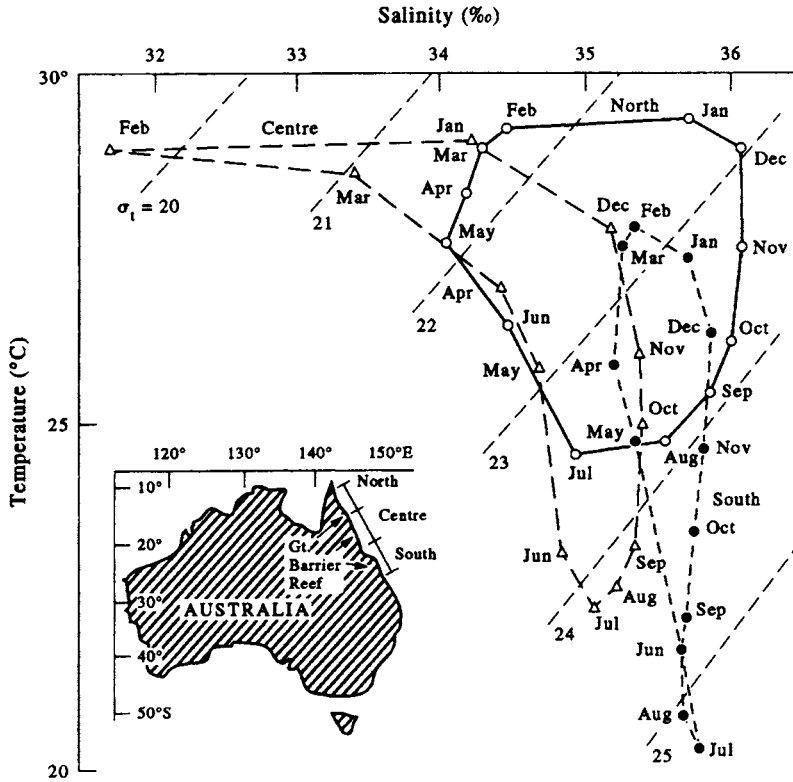 Salinity (‰)
32 33 34 35 36
30°
Feb Centre Jan Feb North Jan
Mar Dec
Mar
σt = 20 21
Apr Dec Feb
May Mar Jan Nov
22 Apr Jun Dec Oct
May Nov Apr Sep
Temperature (°C)
25
23 Oct May
Jul Aug Nov
120° 130° 140° 150°E
10° North
Centre South
20° Gt. South Oct
Barrier Jun Sep
Reef Aug
30° AUSTRALIA 24 Jul Sep
Jun
40°
50°S Aug
25 Jul
20